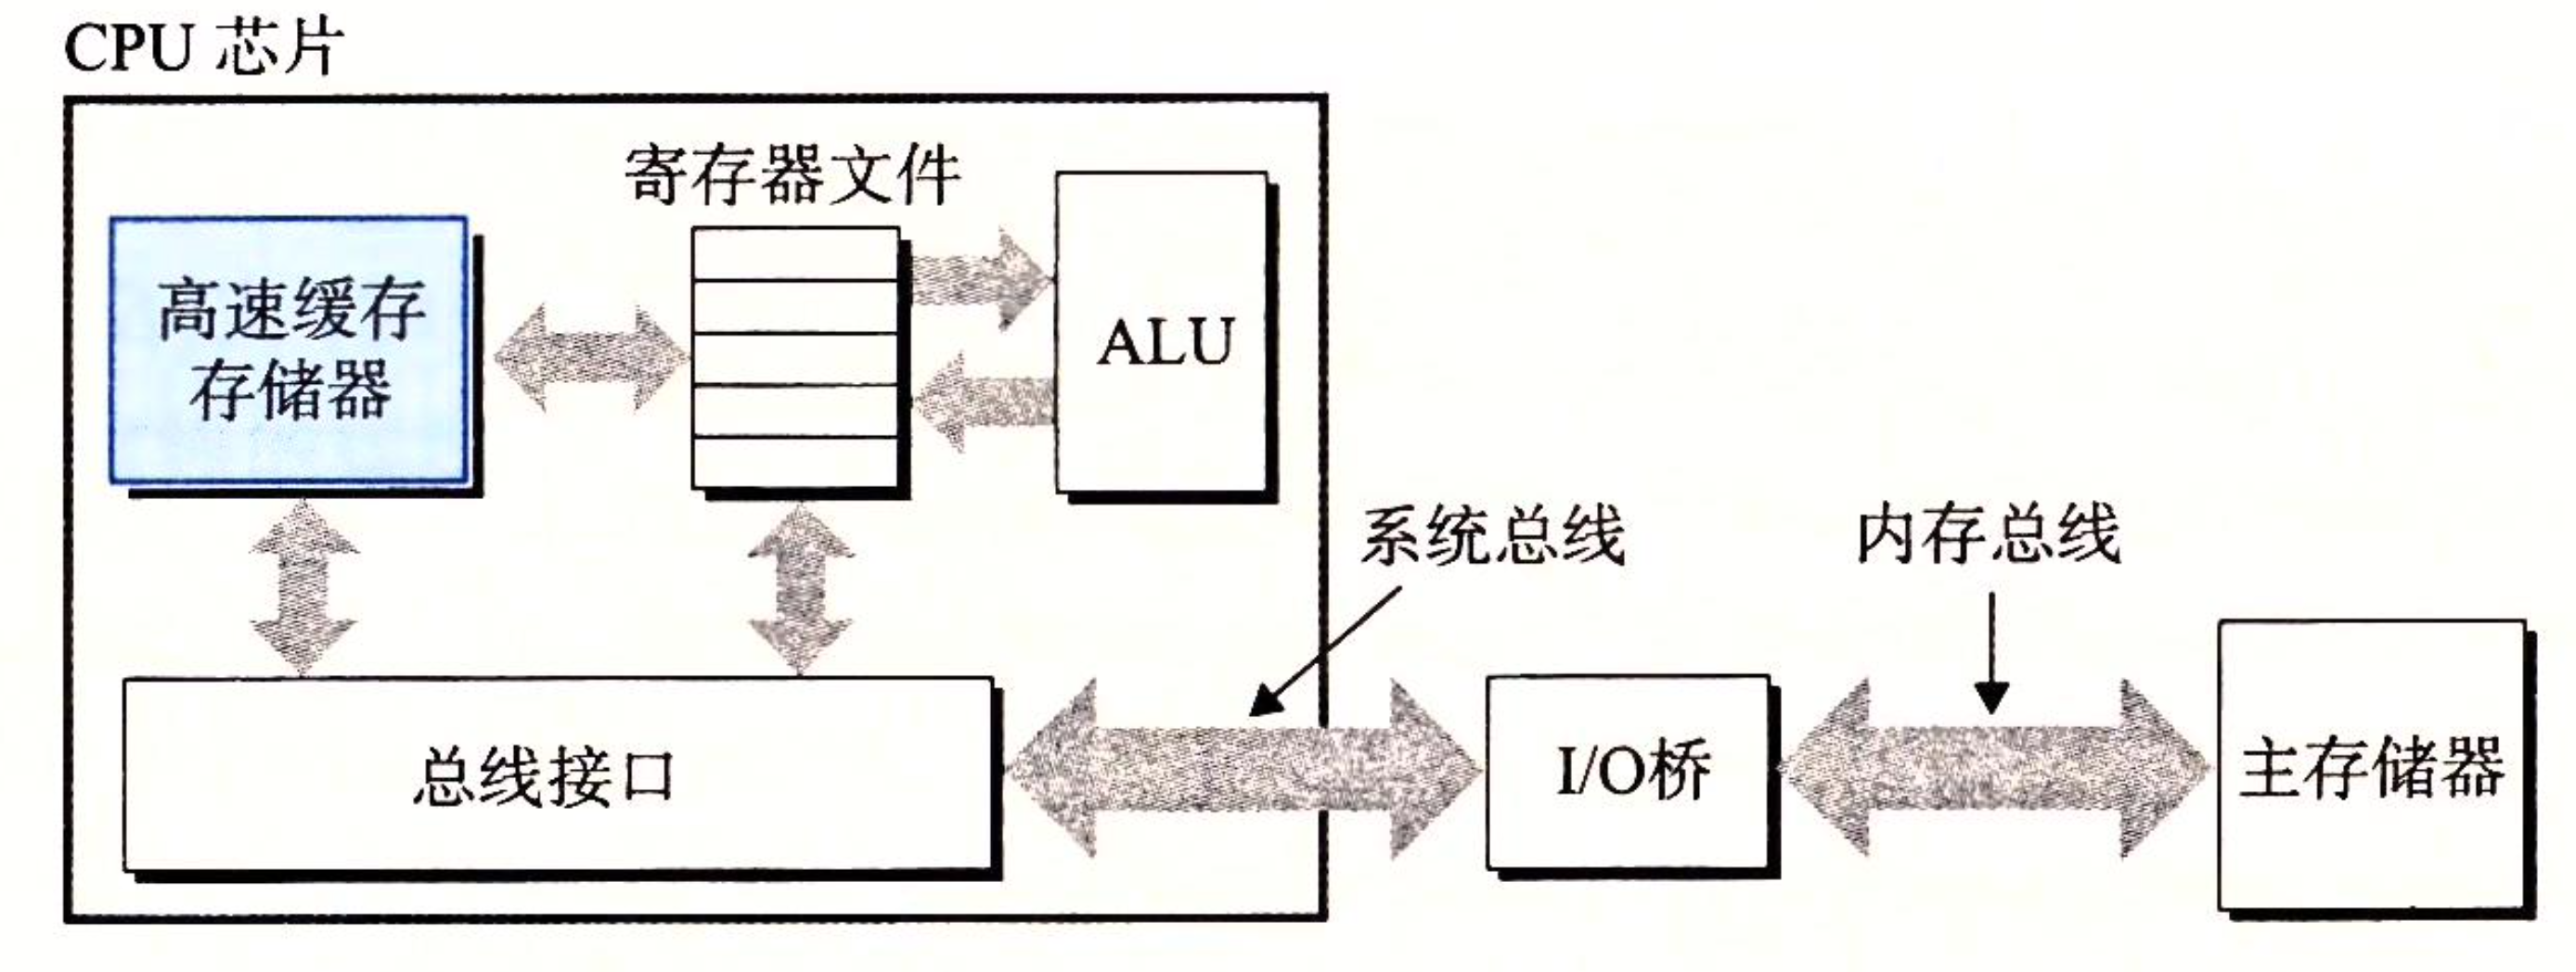 CPU 芯片
寄存器文件
高速缓存
存储器
ALU
系统总线
内存总线
总线接口
I/O桥
主存储器